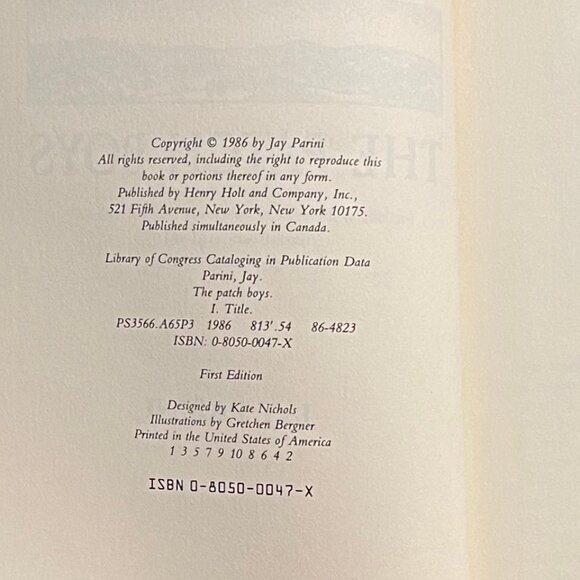 Copyright © 1986 by Jay Parini
All rights reserved, including the right to reproduce this
book or portions thereof in any form.
Published by Henry Holt and Company, Inc.,
521 Fifth Avenue, New York, New York 10175.
Published simultaneously in Canada.
Library of Congress Cataloging in Publication Data
Parini, Jay.
The patch boys.
I. Title.
PS3566.A65P3 1986 813'.54 86-4823
ISBN: 0-8050-0047-X
First Edition
Designed by Kate Nichols
Illustrations by Gretchen Bergner
Printed in the United States of America
1 3 5 7 9 10 8 6 4 2
ISBN 0-8050-0047-X